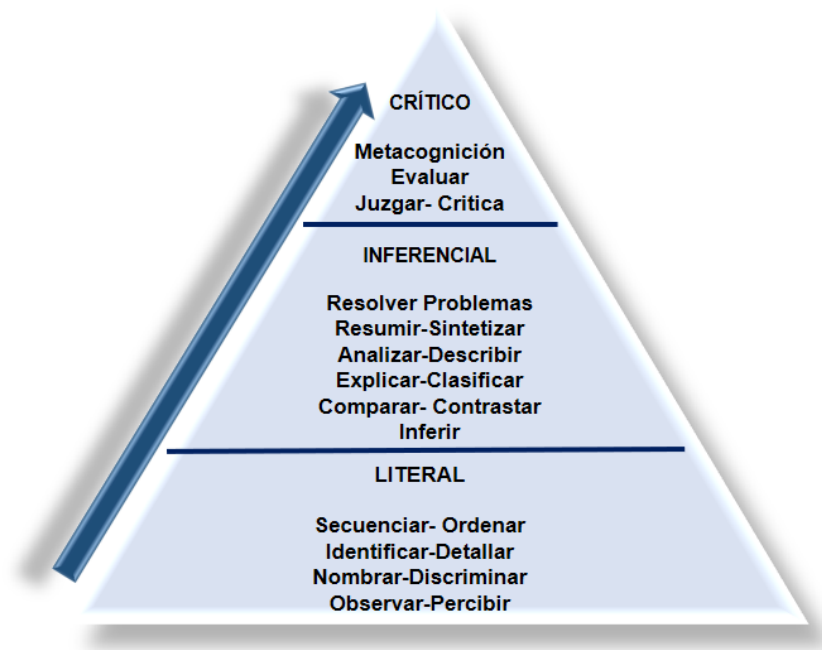 CRÍTICO
Metacognición
Evaluar
Juzgar- Critica
INFERENCIAL
Resolver Problemas
Resumir-Sintetizar
Analizar-Describir
Explicar-Clasificar
Comparar- Contrastar
Inferir
LITERAL
Secuenciar- Ordenar
Identificar-Detallar
Nombrar-Discriminar
Observar-Percibir